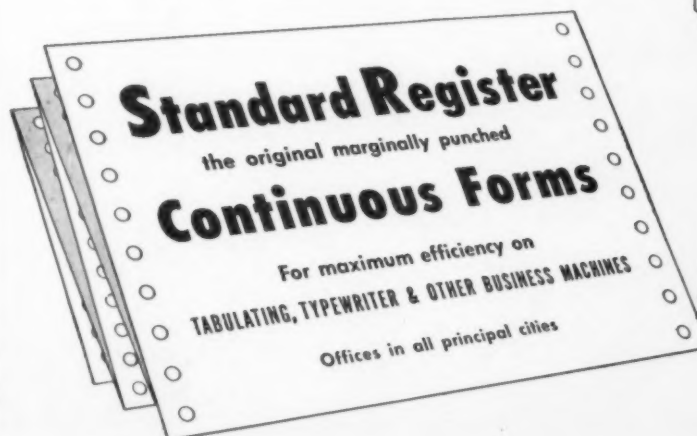 Standard Register
the original marginally punched
Continuous Forms
For maximum efficiency on
TABULATING, TYPEWRITER & OTHER BUSINESS MACHINES
Offices in all principal cities